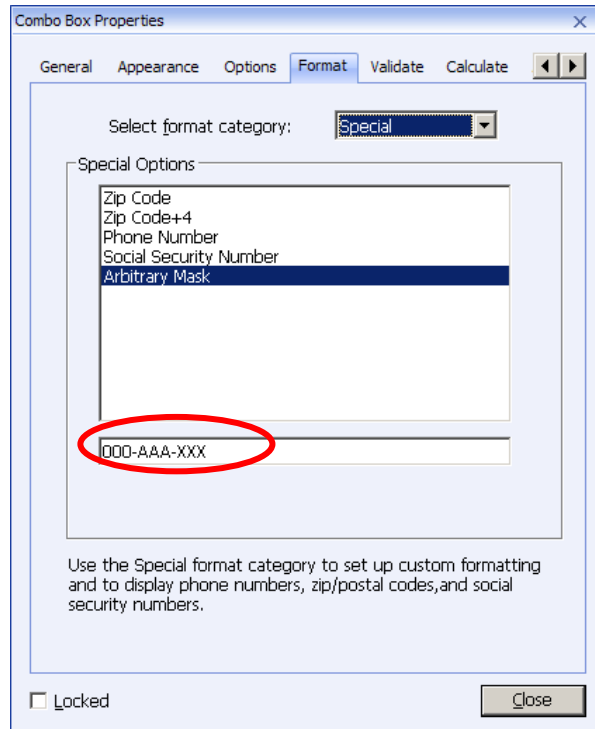 Combo Box Properties
General Appearance Options Format Validate Calculate
Select format category: Special
Special Options
Zip Code
Zip Code+4
Phone Number
Social Security Number
Arbitrary Mask
000-AAA-XXX
Use the Special format category to set up custom formatting
and to display phone numbers, zip/postal codes,and social
security numbers.
Locked Close